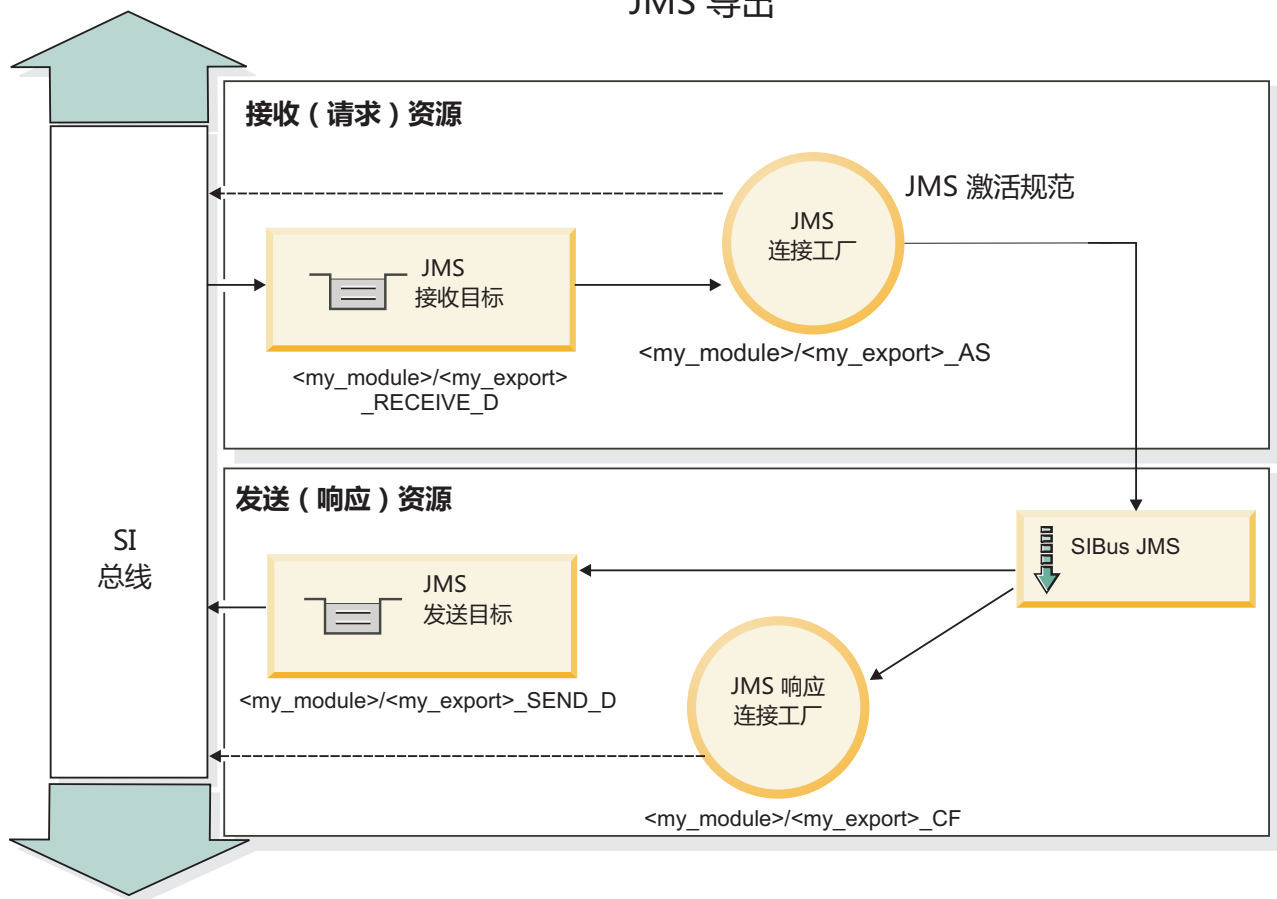 JMS 导出
接收（请求）资源
JMS 激活规范
JMS
连接工厂
JMS
接收目标
<my_module>/<my_export>_AS
<my_module>/<my_export>
_RECEIVE_D
发送（响应）资源
SI
总线
SIBus JMS
JMS
发送目标
<my_module>/<my_export>_SEND_D
JMS 响应
连接工厂
<my_module>/<my_export>_CF